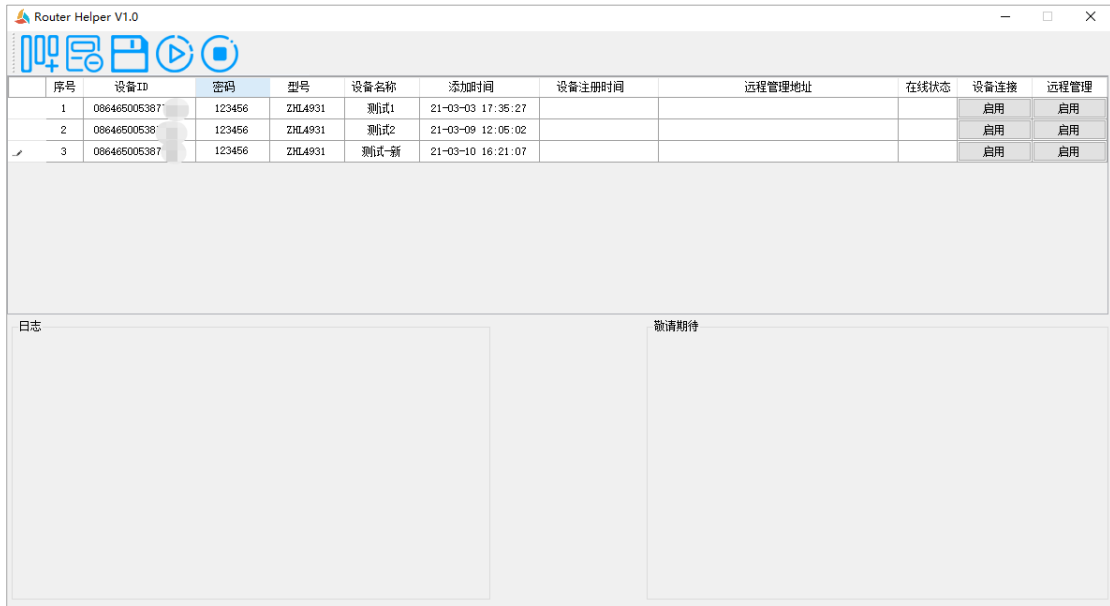 Router Helper V1.0
序号 设备ID 密码 型号 设备名称 添加时间 设备注册时间 远程管理地址 在线状态 设备连接 远程管理
1 08646500538 123456 ZHL4931 测试1 21-03-03 17:35:27 启用 启用
2 08646500538 123456 ZHL4931 测试2 21-03-09 12:05:02 启用 启用
3 086465005387 123456 ZHL4931 测试一新 21-03-10 16:21:07 启用 启用
日志 敬请期待